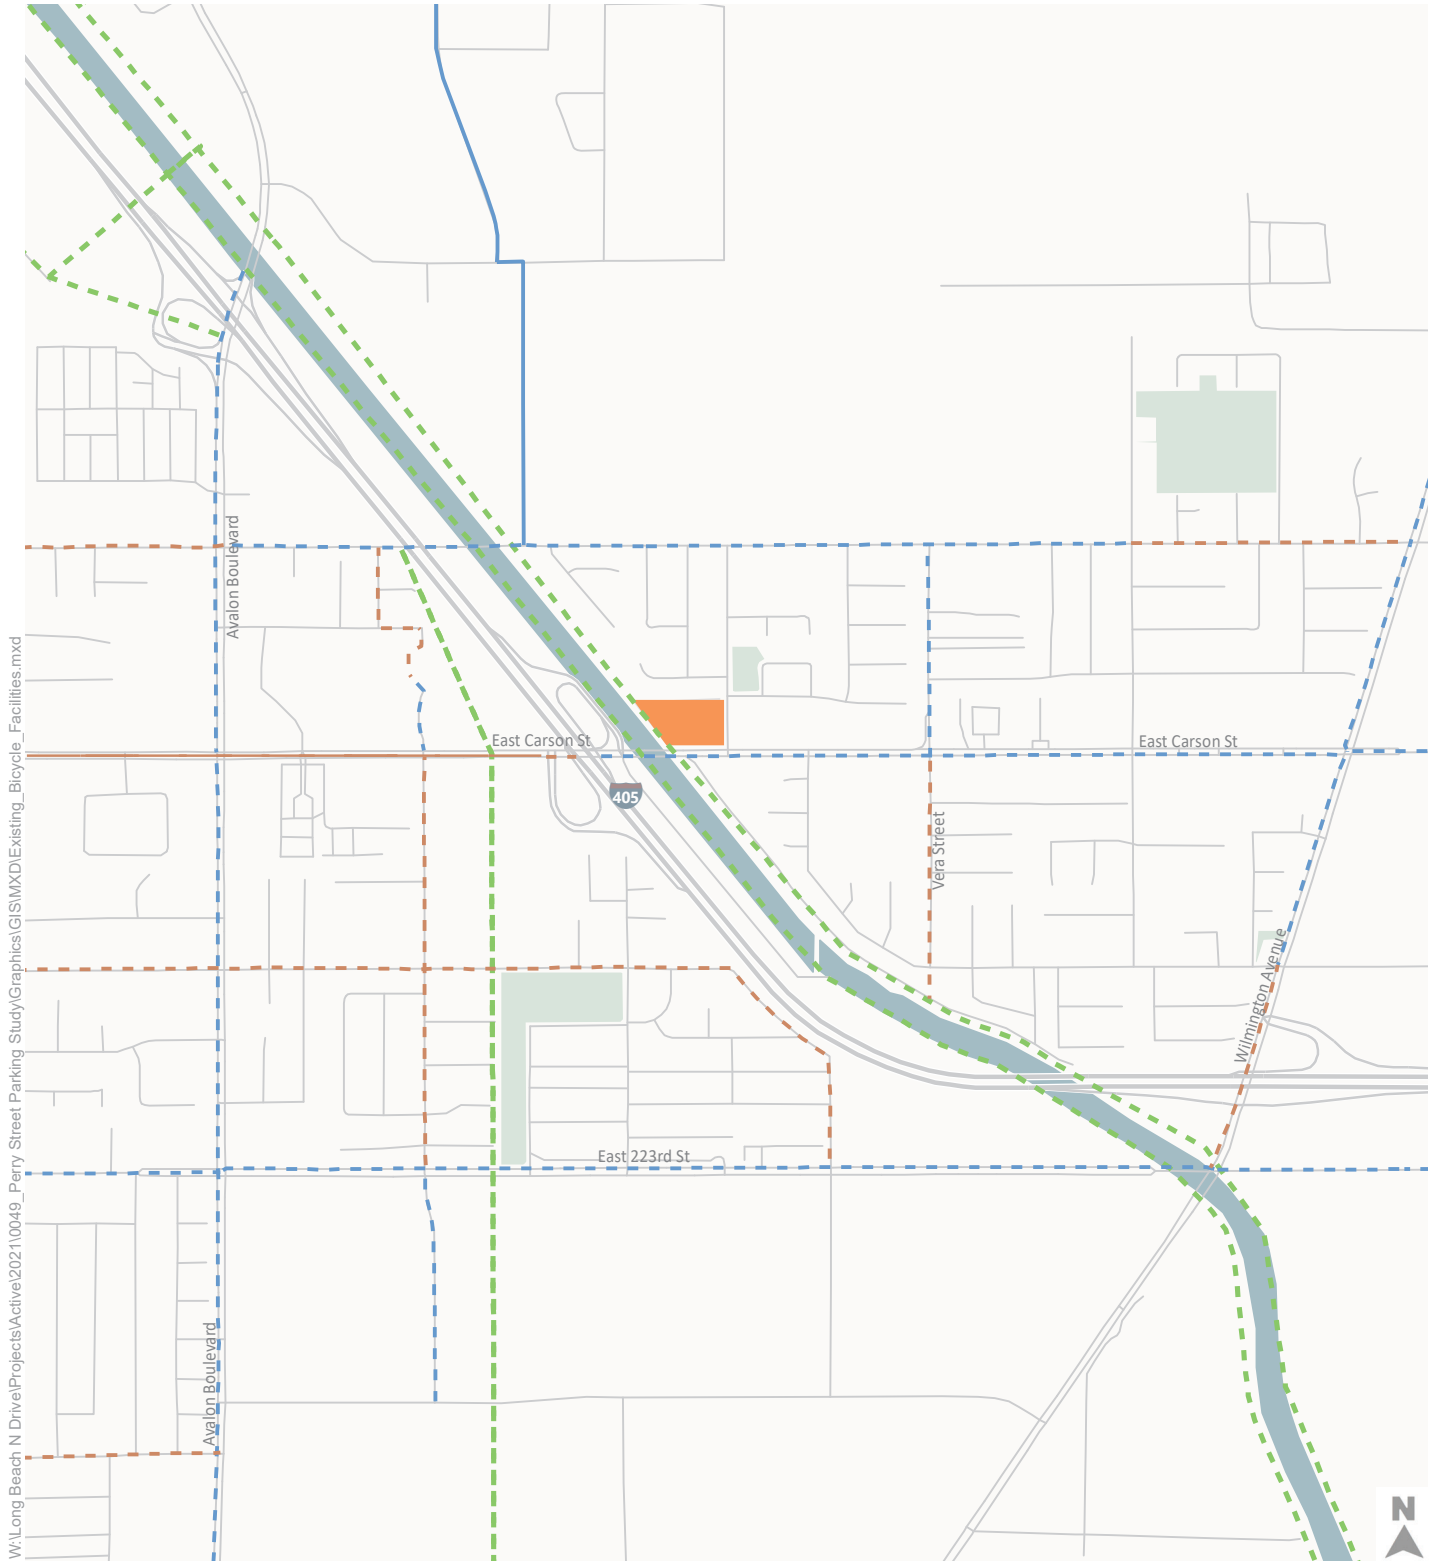 Avalon Boulevard
East Carson St
East Carson St
405
Vera Street
Wilmington Avenue
East 223rd St
Avalon Boulevard
N
W:\Long Beach N Drive\Projects\Active\2021\0049_Perry Street Parking Study\Graphics\GIS\MXD\Existing_Bicycle_Facilities.mxd